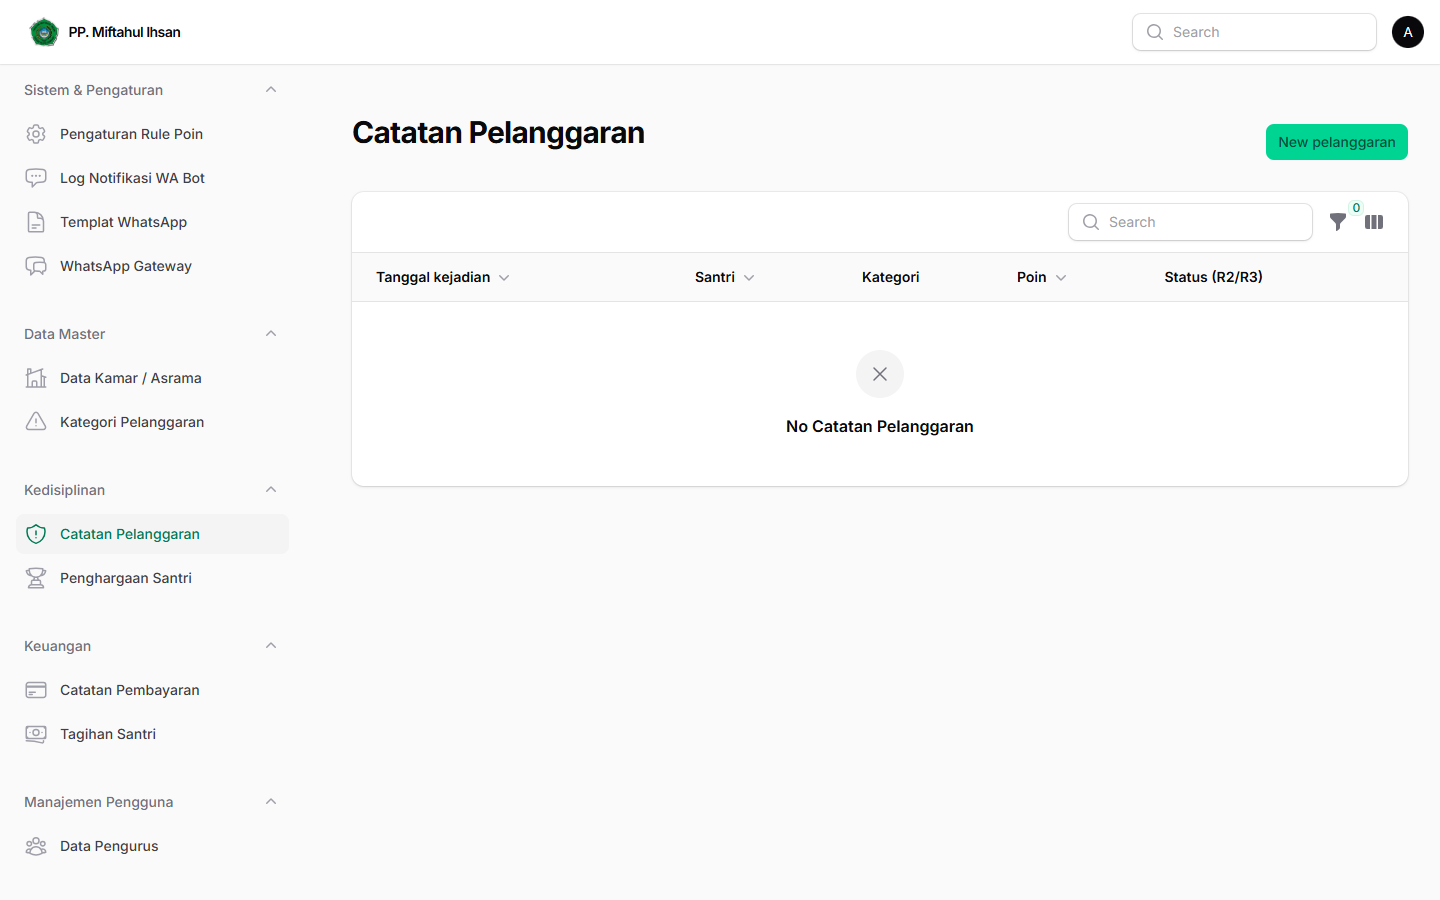 PP. Miftahul Ihsan
Search
A
Sistem & Pengaturan
Pengaturan Rule Poin
Log Notifikasi WA Bot
Templat WhatsApp
WhatsApp Gateway
Data Master
Data Kamar / Asrama
Kategori Pelanggaran
Kedisiplinan
Catatan Pelanggaran
Penghargaan Santri
Keuangan
Catatan Pembayaran
Tagihan Santri
Manajemen Pengguna
Data Pengurus
Catatan Pelanggaran
New pelanggaran
Search
0
Tanggal kejadian Santri Kategori Poin Status (R2/R3)
No Catatan Pelanggaran